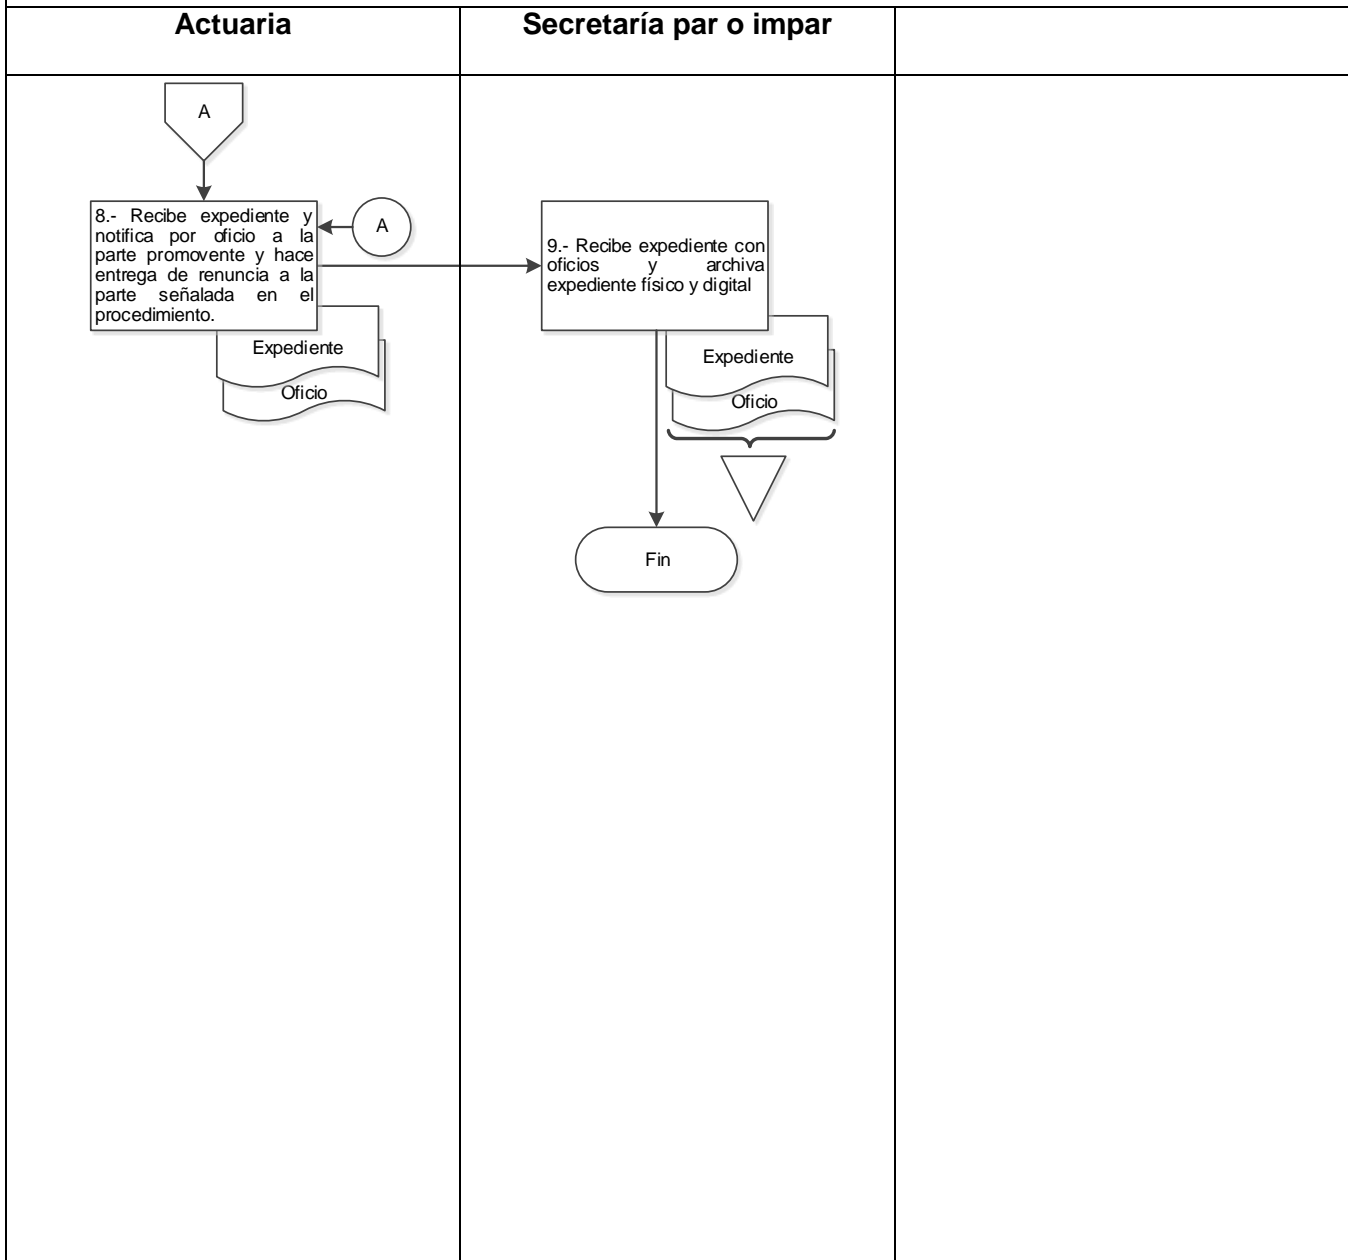 Actuaria
Secretaría par o impar
A
8.- Recibe expediente y
notifica por oficio a la
parte promovente y hace
entrega de renuncia a la
parte señalada en el
procedimiento.
A
Expediente
Oficio
9.- Recibe expediente con
oficios y archiva
expediente físico y digital
Expediente
Oficio
Fin